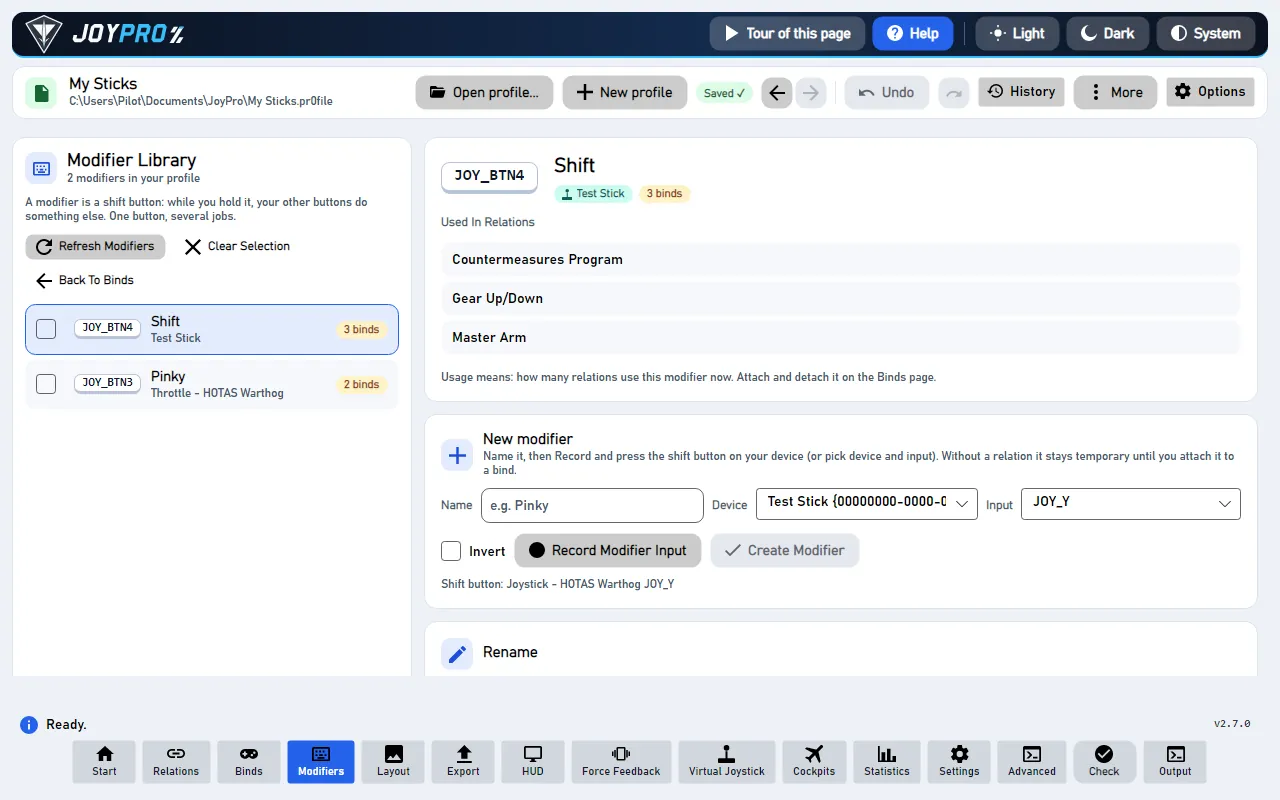 JOYPRO
Tour of this page
Help
Light
Dark
System
My Sticks
C:\Users\Pilot\Documents\JoyPro\My Sticks.pr0file
Open profile...
New profile
Saved ✓
Undo
History
More
Options
Modifier Library
2 modifiers in your profile
A modifier is a shift button: while you hold it, your other buttons do
something else. One button, several jobs.
Refresh Modifiers
Clear Selection
Back To Binds
JOY_BTN4
Shift
Test Stick
3 binds
JOY_BTN3
Pinky
Throttle - HOTAS Warthog
2 binds
JOY_BTN4
Shift
Test Stick
3 binds
Used In Relations
Countermeasures Program
Gear Up/Down
Master Arm
Usage means: how many relations use this modifier now. Attach and detach it on the Binds page.
New modifier
Name it, then Record and press the shift button on your device (or pick device and input). Without a relation it stays temporary until you attach it to
a bind.
Name
e.g. Pinky
Device
Test Stick {00000000-0000-0
Input
JOY_Y
Invert
Record Modifier Input
Create Modifier
Shift button: Joystick - HOTAS Warthog JOY_Y
Rename
Ready.
v2.7.0
Start
Relations
Binds
Modifiers
Layout
Export
HUD
Force Feedback
Virtual Joystick
Cockpits
Statistics
Settings
Advanced
Check
Output